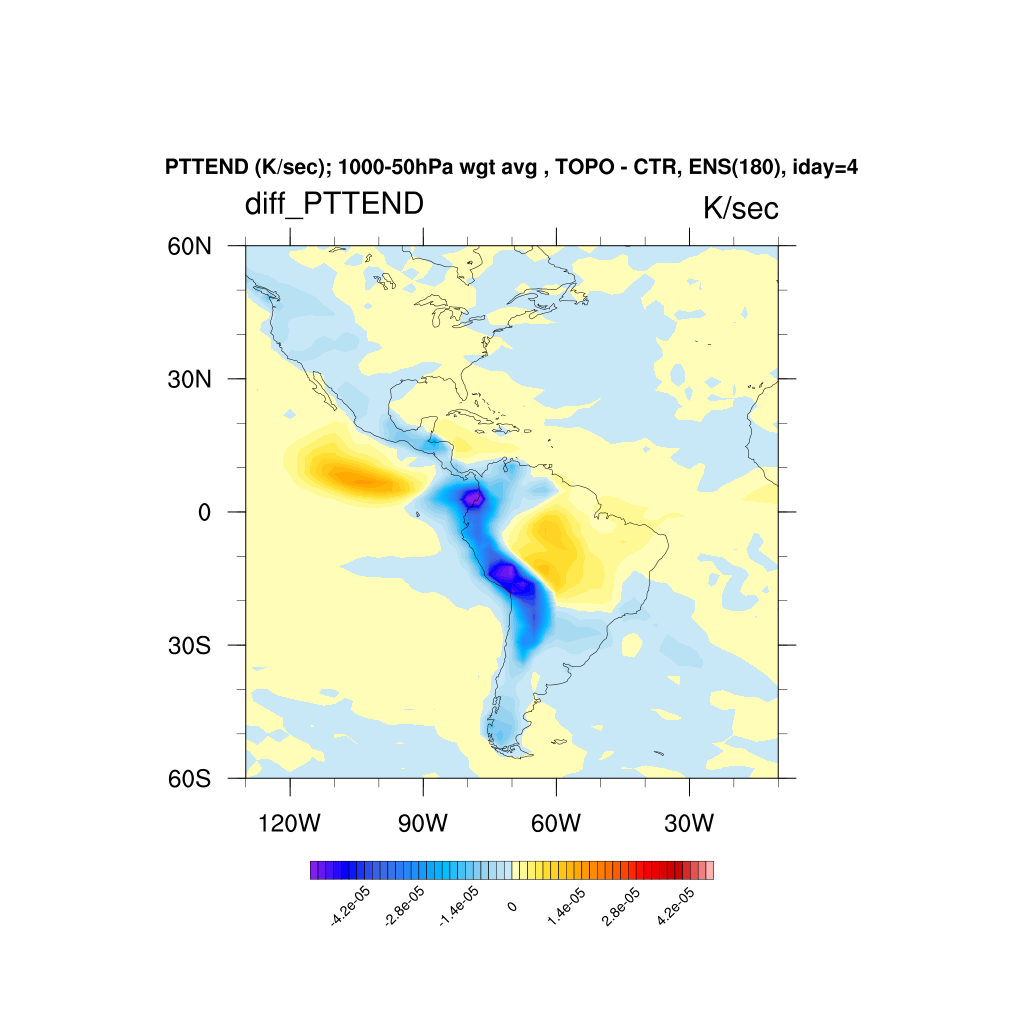 PTTEND (K/sec); 1000-50hPa wgt avg , TOPO - CTR, ENS(180), iday=4
diff_PTTEND K/sec
60N
30N
0
30S
60S
120W 90W 60W 30W
-4.2e-05 -2.8e-05 -1.4e-05 0 1.4e-05 2.8e-05 4.2e-05